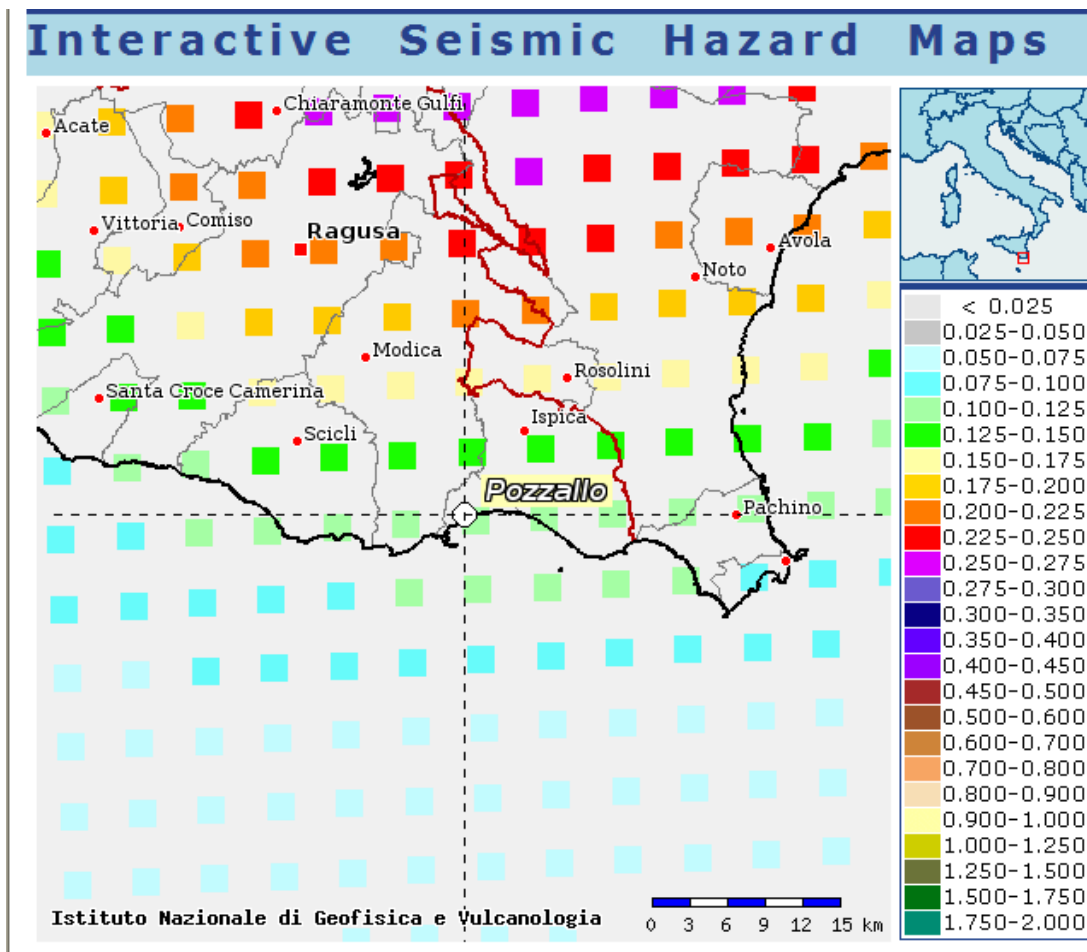 Interactive Seismic Hazard Maps
Chiaramonte Gulfi
Acate
Vittoria
Comiso
Ragusa
Avola
Noto
Modica
Rosolini
Santa Croce Camerina
Ispica
Scicli
Pozzallo
Pachino
Istituto Nazionale di Geofisica e Vulcanologia
0 3 6 9 12 15 km
< 0.025
0.025-0.050
0.050-0.075
0.075-0.100
0.100-0.125
0.125-0.150
0.150-0.175
0.175-0.200
0.200-0.225
0.225-0.250
0.250-0.275
0.275-0.300
0.300-0.350
0.350-0.400
0.400-0.450
0.450-0.500
0.500-0.600
0.600-0.700
0.700-0.800
0.800-0.900
0.900-1.000
1.000-1.250
1.250-1.500
1.500-1.750
1.750-2.000